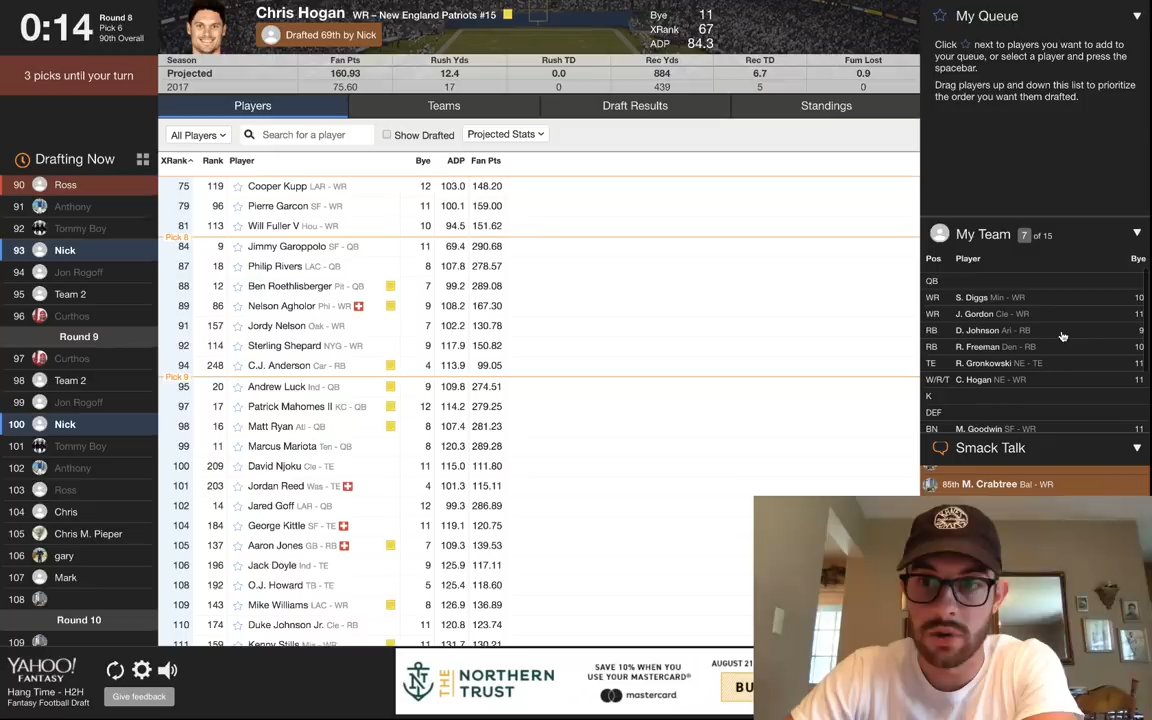 0:14
Round 8
Pick 6
90th Overall
3 picks until your turn
Drafting Now
90 Ross
91 Anthony
92 Tommy Boy
93 Nick
94 Jon Rogoff
95 Team 2
96 Curthos
Round 9
97 Curthos
98 Team 2
99 Jon Rogoff
100 Nick
101 Tommy Boy
102 Anthony
103 Ross
104 Chris
105 Chris M. Pieper
106 gary
107 Mark
108
Round 10
109
YAHOO!
FANTASY
Hang Time - H2H
Fantasy Football Draft
Give feedback
Chris Hogan WR – New England Patriots #15
Drafted 69th by Nick
Bye 11
XRank 67
ADP 84.3
Season Fan Pts Rush Yds Rush TD Rec Yds Rec TD Fum Lost
Projected 160.93 12.4 0.0 884 6.7 0.9
2017 75.60 17 0 439 5 0
Players Teams Draft Results Standings
All Players Search for a player Show Drafted Projected Stats
XRank Rank Player Bye ADP Fan Pts
75 119 Cooper Kupp LAR - WR 12 103.0 148.20
79 96 Pierre Garcon SF - WR 11 100.1 159.00
81 113 Will Fuller V Hou - WR 10 94.5 151.62
Pick 8
84 9 Jimmy Garoppolo SF - QB 11 69.4 290.68
87 18 Philip Rivers LAC - QB 8 107.8 278.57
88 12 Ben Roethlisberger Pit - QB 7 99.2 289.08
89 86 Nelson Agholor Phi - WR 9 108.2 167.30
91 157 Jordy Nelson Oak - WR 7 102.2 130.78
92 114 Sterling Shepard NYG - WR 9 117.9 150.82
94 248 C.J. Anderson Car - RB 4 113.9 99.05
Pick 9
95 20 Andrew Luck Ind - QB 9 109.8 274.51
97 17 Patrick Mahomes II KC - QB 12 114.2 279.25
98 16 Matt Ryan Atl - QB 8 107.4 281.23
99 11 Marcus Mariota Ten - QB 8 120.3 289.28
100 209 David Njoku Cle - TE 11 115.0 111.80
101 203 Jordan Reed Was - TE 4 101.3 115.11
102 14 Jared Goff LAR - QB 12 99.3 286.89
104 184 George Kittle SF - TE 11 119.1 120.75
105 137 Aaron Jones GB - RB 7 109.3 139.53
106 196 Jack Doyle Ind - TE 9 125.9 117.11
108 192 O.J. Howard TB - TE 5 125.4 118.60
109 143 Mike Williams LAC - WR 8 126.9 136.89
110 174 Duke Johnson Jr. Cle - RB 11 120.8 123.74
111 159 Kenny Stills Mia - WR 11 131.7 130.21
My Queue
Click next to players you want to add to
your queue, or select a player and press the
spacebar.
Drag players up and down this list to prioritize
the order you want them drafted.
My Team 7 of 15
Pos Player Bye
QB
WR S. Diggs Min - WR 10
WR J. Gordon Cle - WR 11
RB D. Johnson Ari - RB 9
RB R. Freeman Den - RB 10
TE R. Gronkowski NE - TE 11
W/R/T C. Hogan NE - WR 11
K
DEF
BN M. Goodwin SF - WR 11
Smack Talk
85th M. Crabtree Bal - WR
THE NORTHERN
TRUST
SAVE 10% WHEN YOU
USE YOUR MASTERCARD®
mastercard.
AUGUST 21
BU